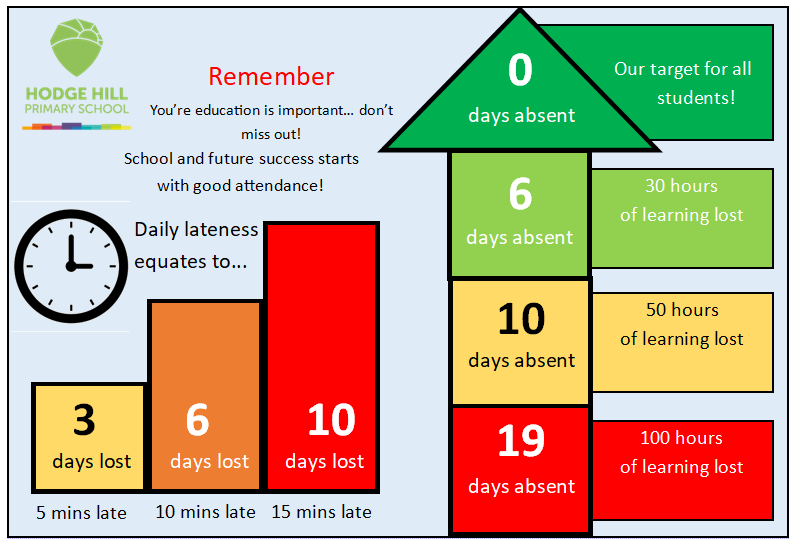 HODGE HILL
PRIMARY SCHOOL
Remember
You're education is important... don't
miss out!
School and future success starts
with good attendance!
Daily lateness
equates to...
3
days lost
5 mins late
6
days lost
10 mins late
10
days lost
15 mins late
0
days absent
Our target for all
students!
6
days absent
30 hours
of learning lost
10
days absent
50 hours
of learning lost
19
days absent
100 hours
of learning lost